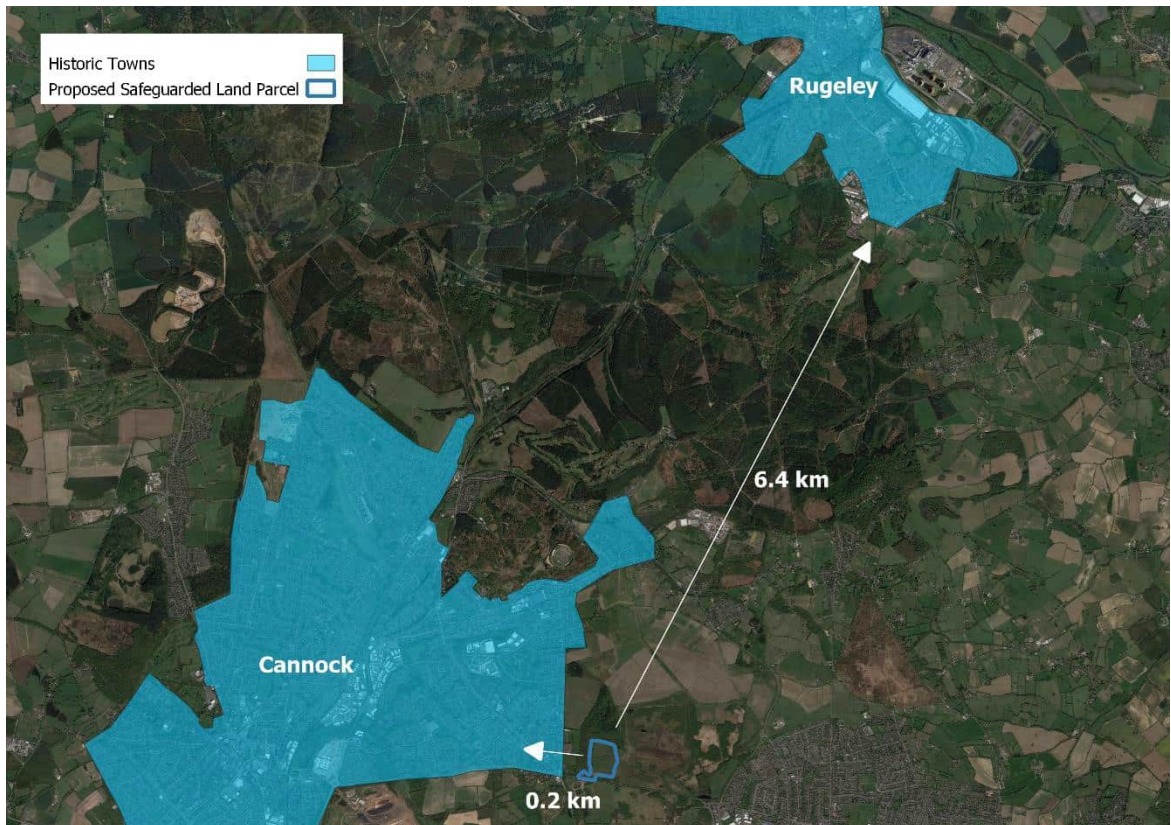 Historic Towns
Proposed Safeguarded Land Parcel
Rugeley
6.4 km
Cannock
0.2 km